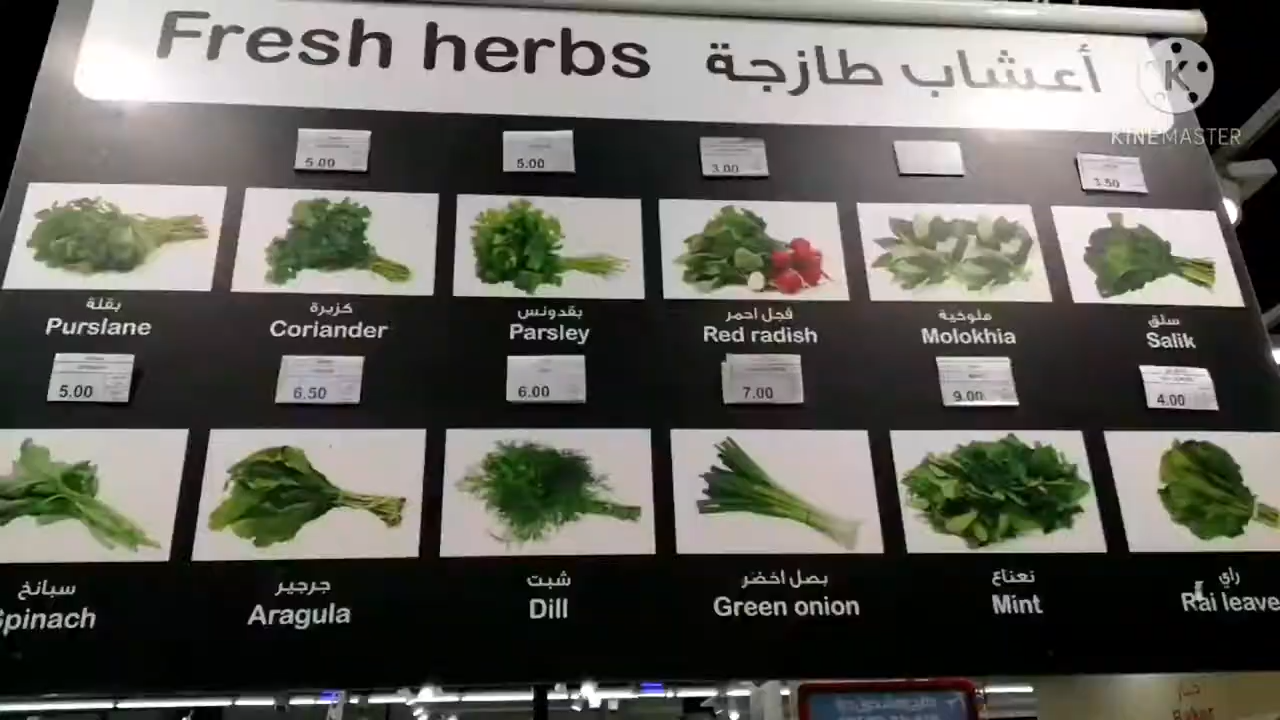 Fresh herbs أعشاب طازجة
KINEMASTER
5.00
5.00
3.00
3.50
بقلة
Purslane
كزبرة
Coriander
بقدونس
Parsley
فجل احمر
Red radish
ملوخية
Molokhia
سلق
Salik
5.00
6.50
6.00
7.00
9.00
4.00
سبانخ
Spinach
جرجير
Aragula
شبت
Dill
بصل اخضر
Green onion
نعناع
Mint
راي
Rai leave